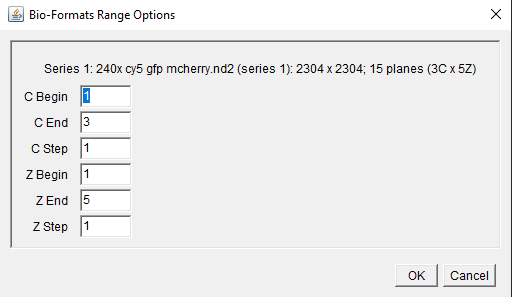 Bio-Formats Range Options
Series 1: 240x cy5 gfp mcherry.nd2 (series 1): 2304 x 2304; 15 planes (3C x 5Z)
C Begin 1
C End 3
C Step 1
Z Begin 1
Z End 5
Z Step 1
OK Cancel